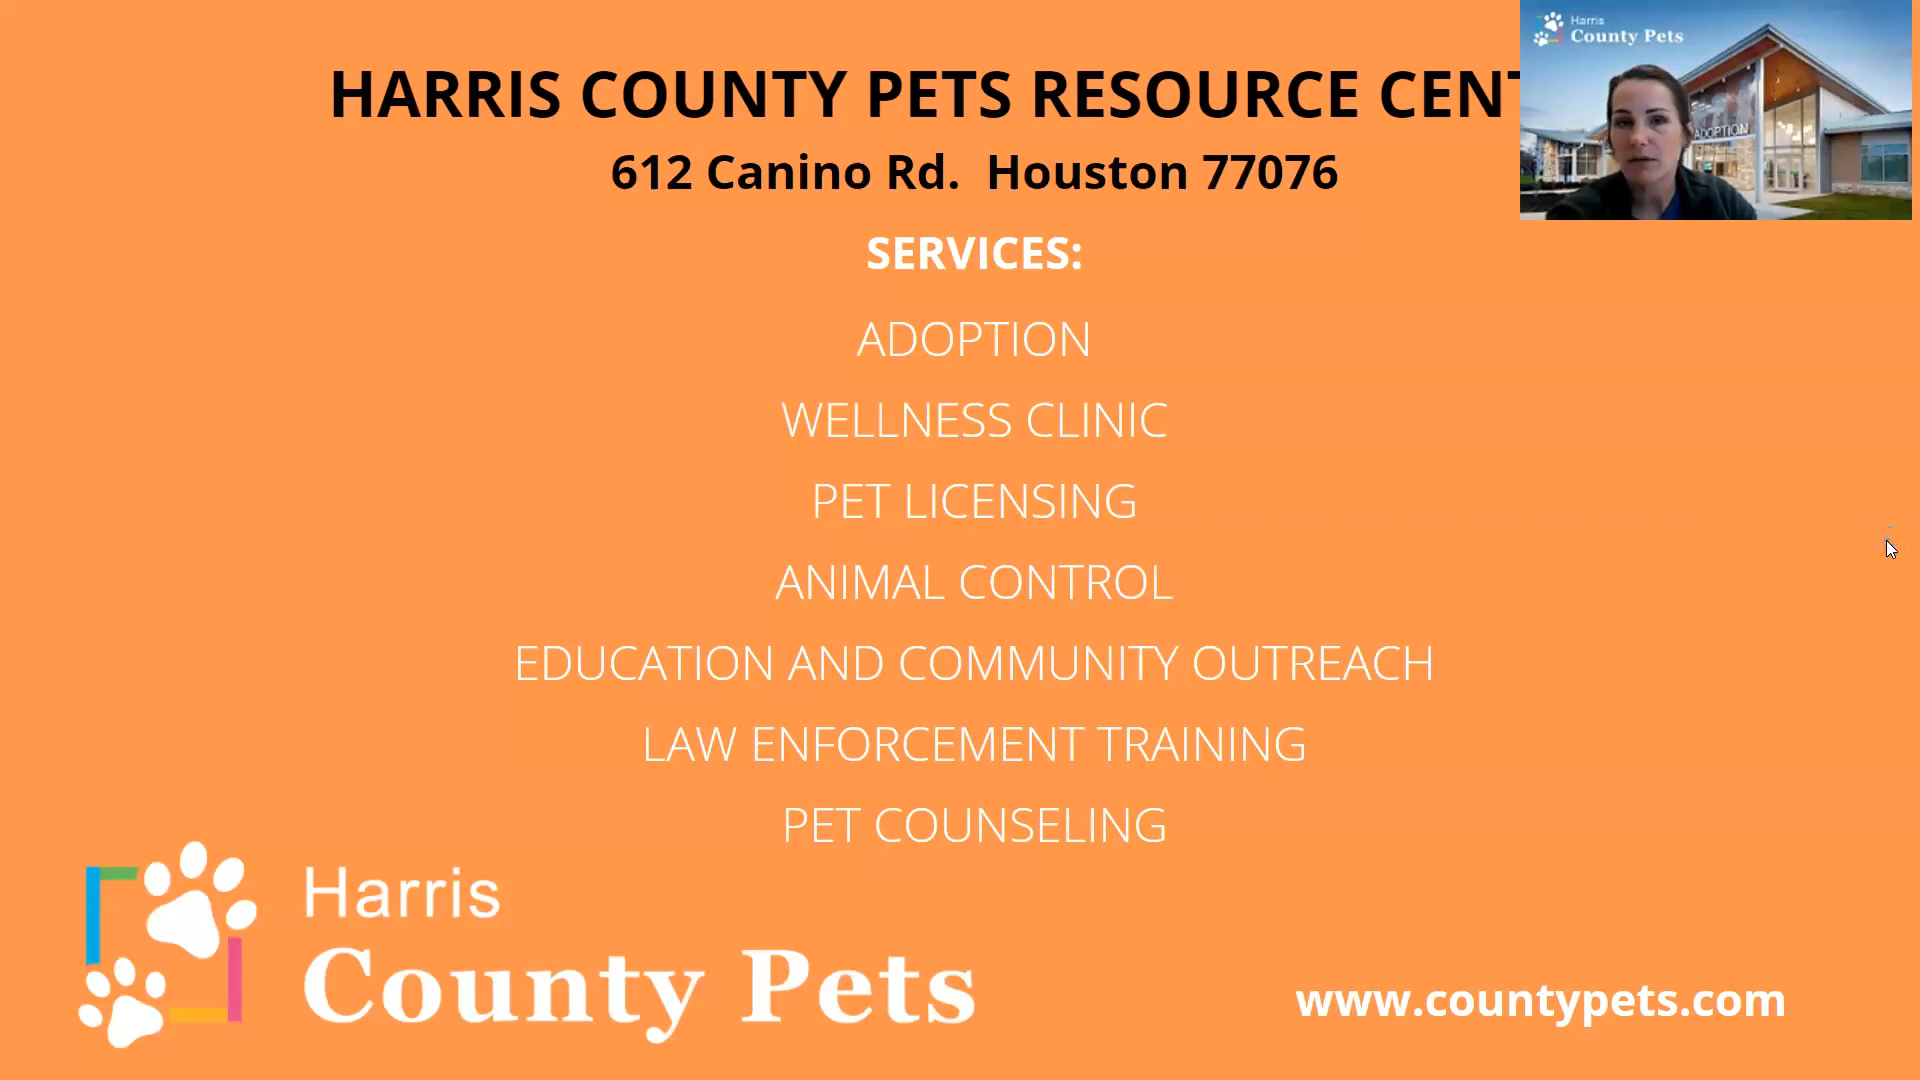 HARRIS COUNTY PETS RESOURCE CENT
612 Canino Rd. Houston 77076
SERVICES:
ADOPTION
WELLNESS CLINIC
PET LICENSING
ANIMAL CONTROL
EDUCATION AND COMMUNITY OUTREACH
LAW ENFORCEMENT TRAINING
PET COUNSELING
Harris
County Pets
www.countypets.com
Harris
County Pets
ADOPTION